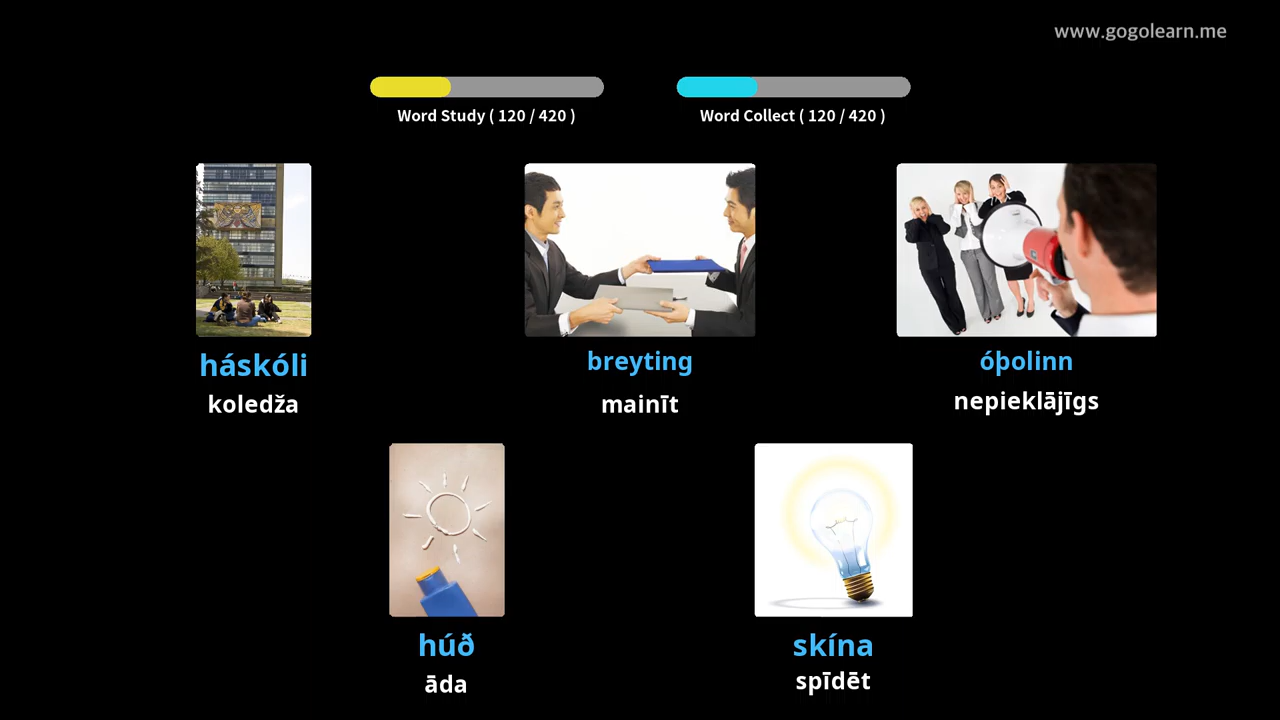 www.gogolearn.me
Word Study ( 120 / 420 )
Word Collect ( 120 / 420 )
háskóli
breyting
óþolinn
koledža
mainīt
nepieklājīgs
húð
skína
āda
spīdēt